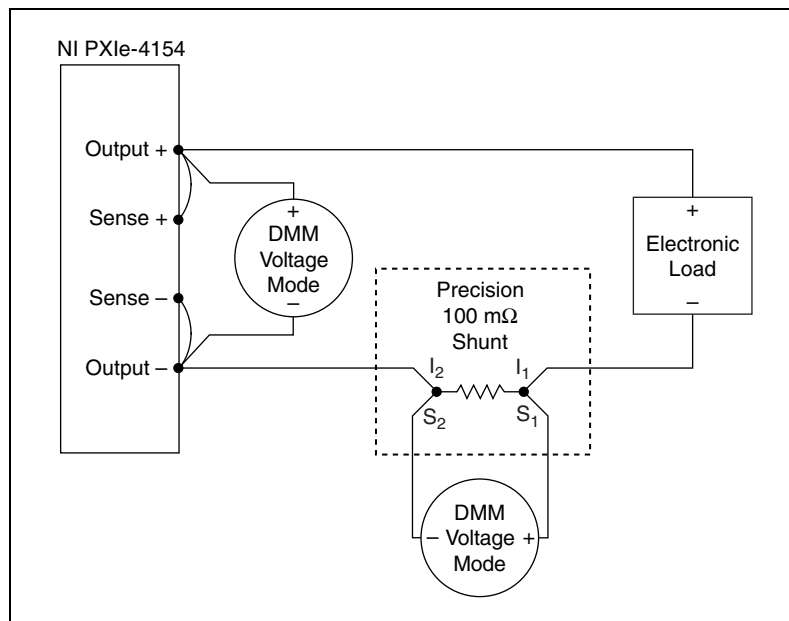 NI PXIe-4154
Output +
Sense +
Sense –
Output –
+
DMM
Voltage
Mode
–
+
Electronic
Load
–
Precision
100 mΩ
Shunt
I₂
I₁
S₂
S₁
DMM
– Voltage +
Mode